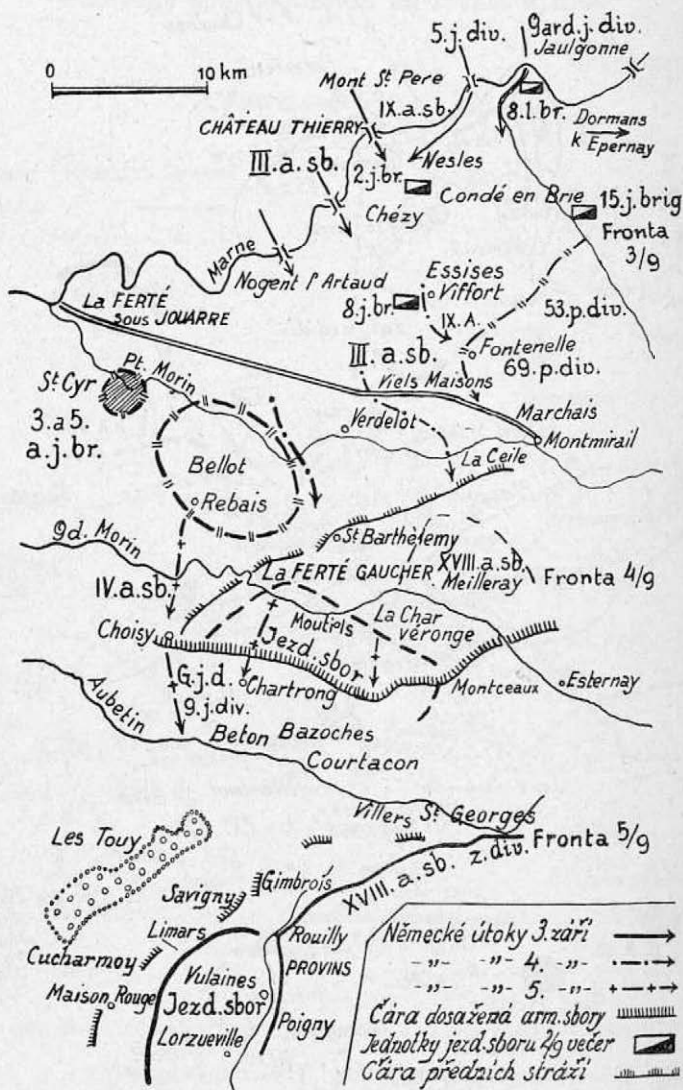 5.j.div.
gard.j.div.
Jaulgonne
0 10 km
Mont St Pere
IX.a.sb.
8.l.br.
Dormans
k Epernay
CHÂTEAU THIERRY
III.a.sb.
2.j.br.
Nesles
Condé en Brie
15.j.brig
Chézy
Fronta
3/9
Marne
Nogent l'Artaud
La FERTÉ
sous JOUARRE
8.j.br.
Essises
Viffort
IX.A.
53.p.div.
III.a.sb.
Fontenelle
69.p.div.
Viels Maisons
St Cyr
Pt. Morin
3.a 5.
a.j.br.
Verdelot
Marchais
Montmirail
La Ceile
Bellot
Rebais
gd. Morin
St Barthèlemy
IV.a.sb.
La FERTÉ GAUCHER
XVIII.a.sb.
Meilleray
Fronta 4/9
Choisy
Moutiels
Jezd.sbor
La Char
véronge
G.j.d.
9.j.div.
Chartrong
Montceaux
Esternay
Aubetin
Beton Bazoches
Courtacon
Villers St Georges
Les Touy
XVIII.a.sb. z.div.
Fronta 5/9
Gimbrois
Savigny
Limars
Cucharmoy
Maison Rouge
Vulaines
Jezd.sbor
Lorzueville
Rouilly
PROVINS
Poigny
Německé útoky 3.září
-„- -„- 4. -„-
-„- -„- 5. -„-
Čára dosažená arm.sbory
Jednotky jezd.sboru 2/9 večer
Čára předních stráží